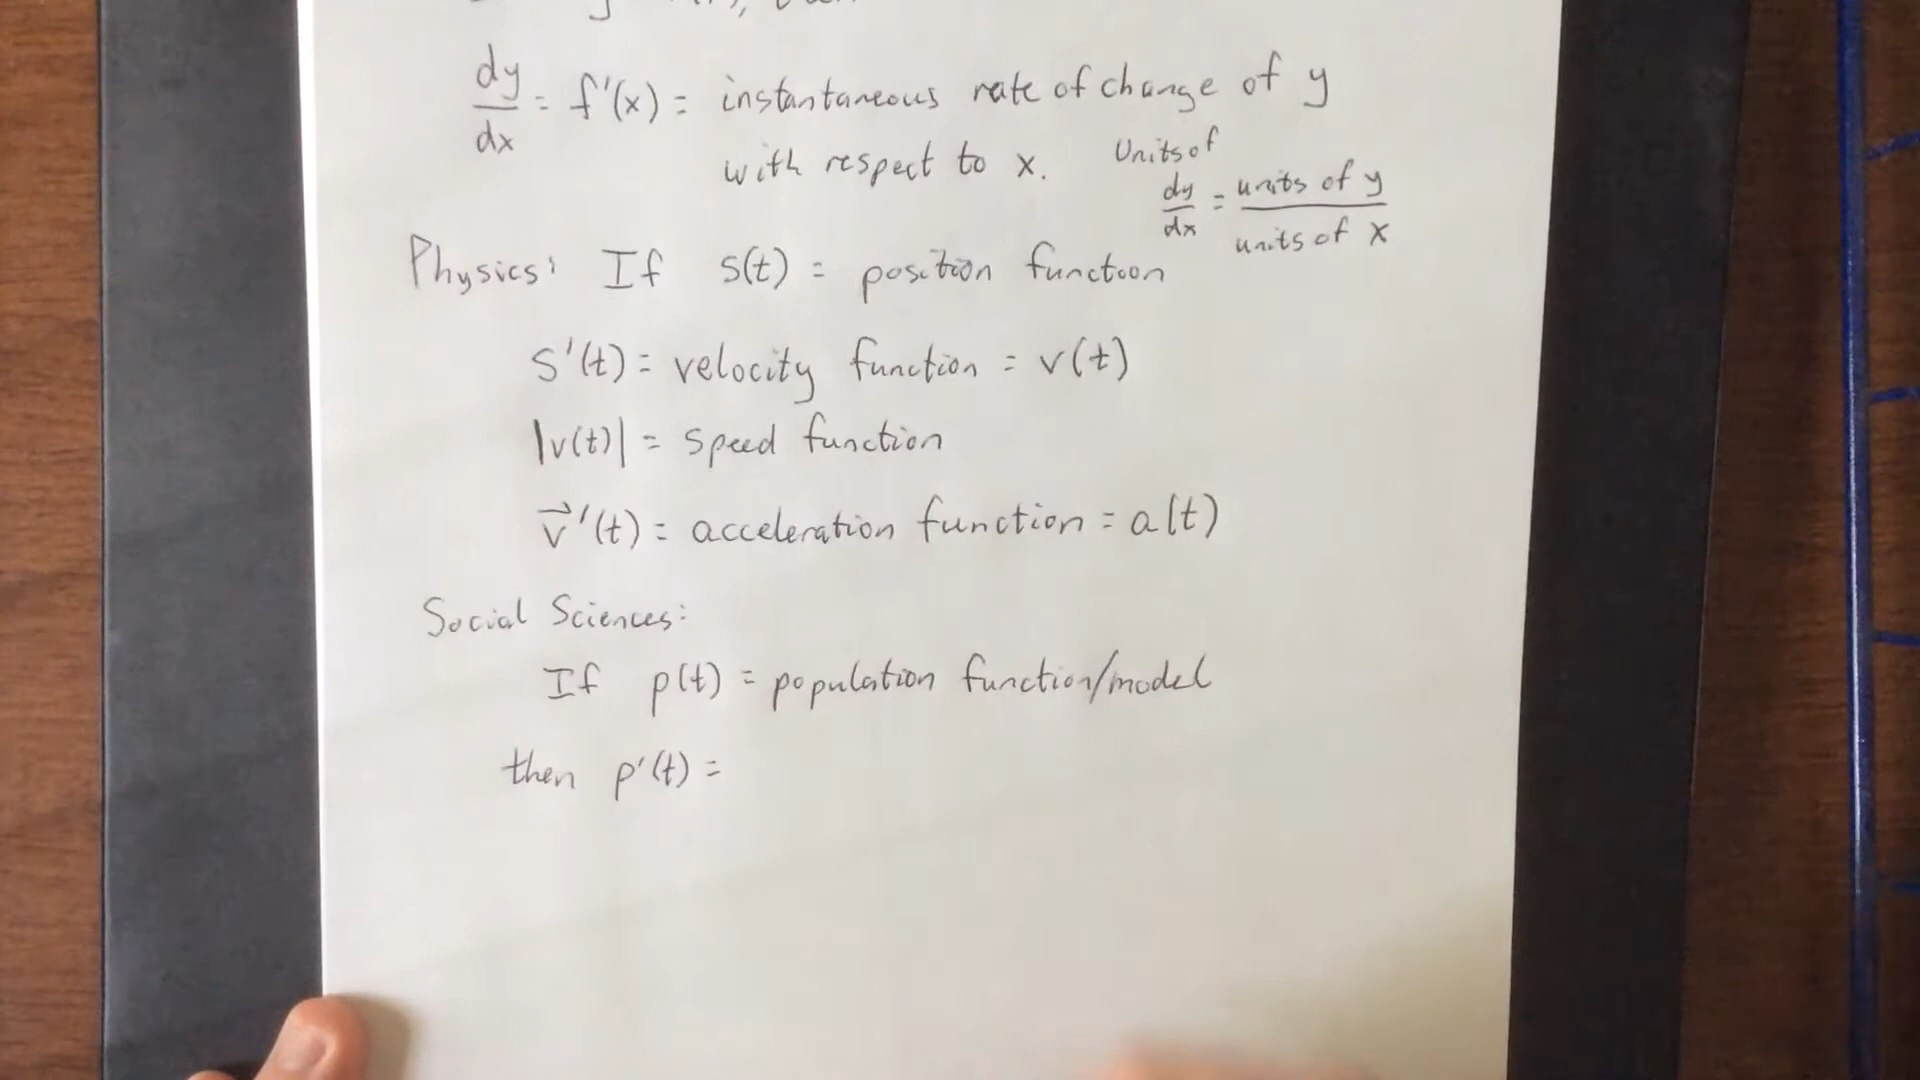 dy/dx = f'(x) = instantaneous rate of change of y
with respect to x.
Units of
dy/dx = units of y / units of x
Physics: If s(t) = position function
s'(t) = velocity function = v(t)
|v(t)| = speed function
v⃗'(t) = acceleration function = a(t)
Social Sciences:
If p(t) = population function/model
then p'(t) =